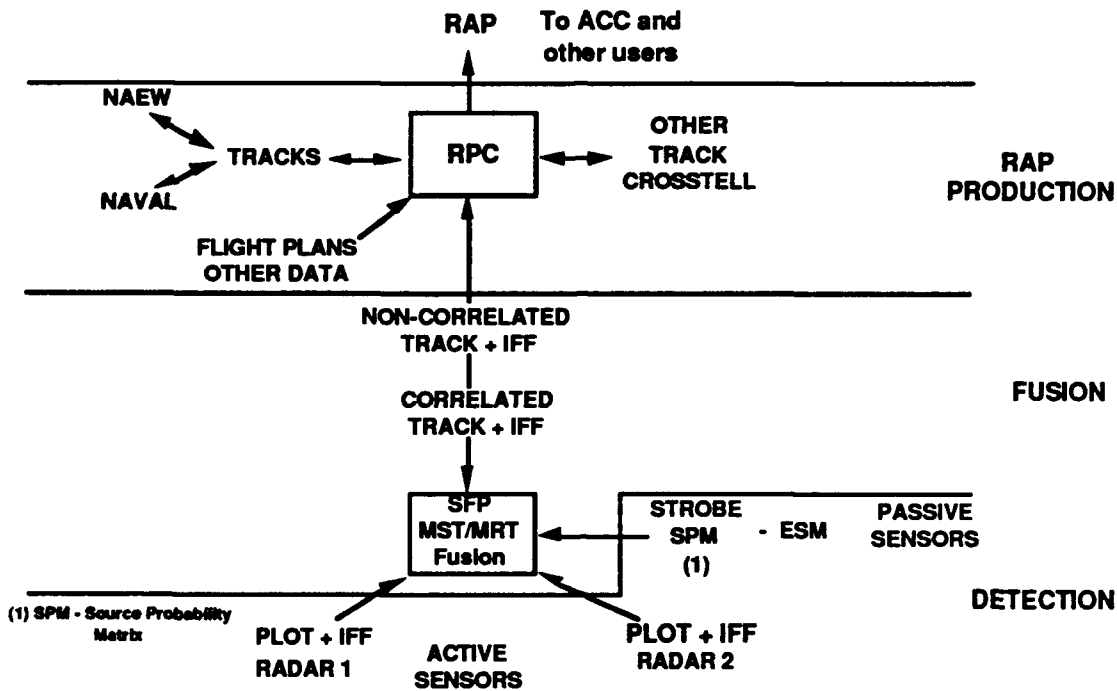 RAP
To ACC and
other users
NAEW
TRACKS
NAVAL
RPC
OTHER
TRACK
CROSSTELL
RAP
PRODUCTION
FLIGHT PLANS
OTHER DATA
NON-CORRELATED
TRACK + IFF
CORRELATED
TRACK + IFF
FUSION
SFP
MST/MRT
Fusion
STROBE
SPM - ESM
(1)
PASSIVE
SENSORS
DETECTION
(1) SPM - Source Probability
Matrix
PLOT + IFF
RADAR 1
ACTIVE
SENSORS
PLOT + IFF
RADAR 2